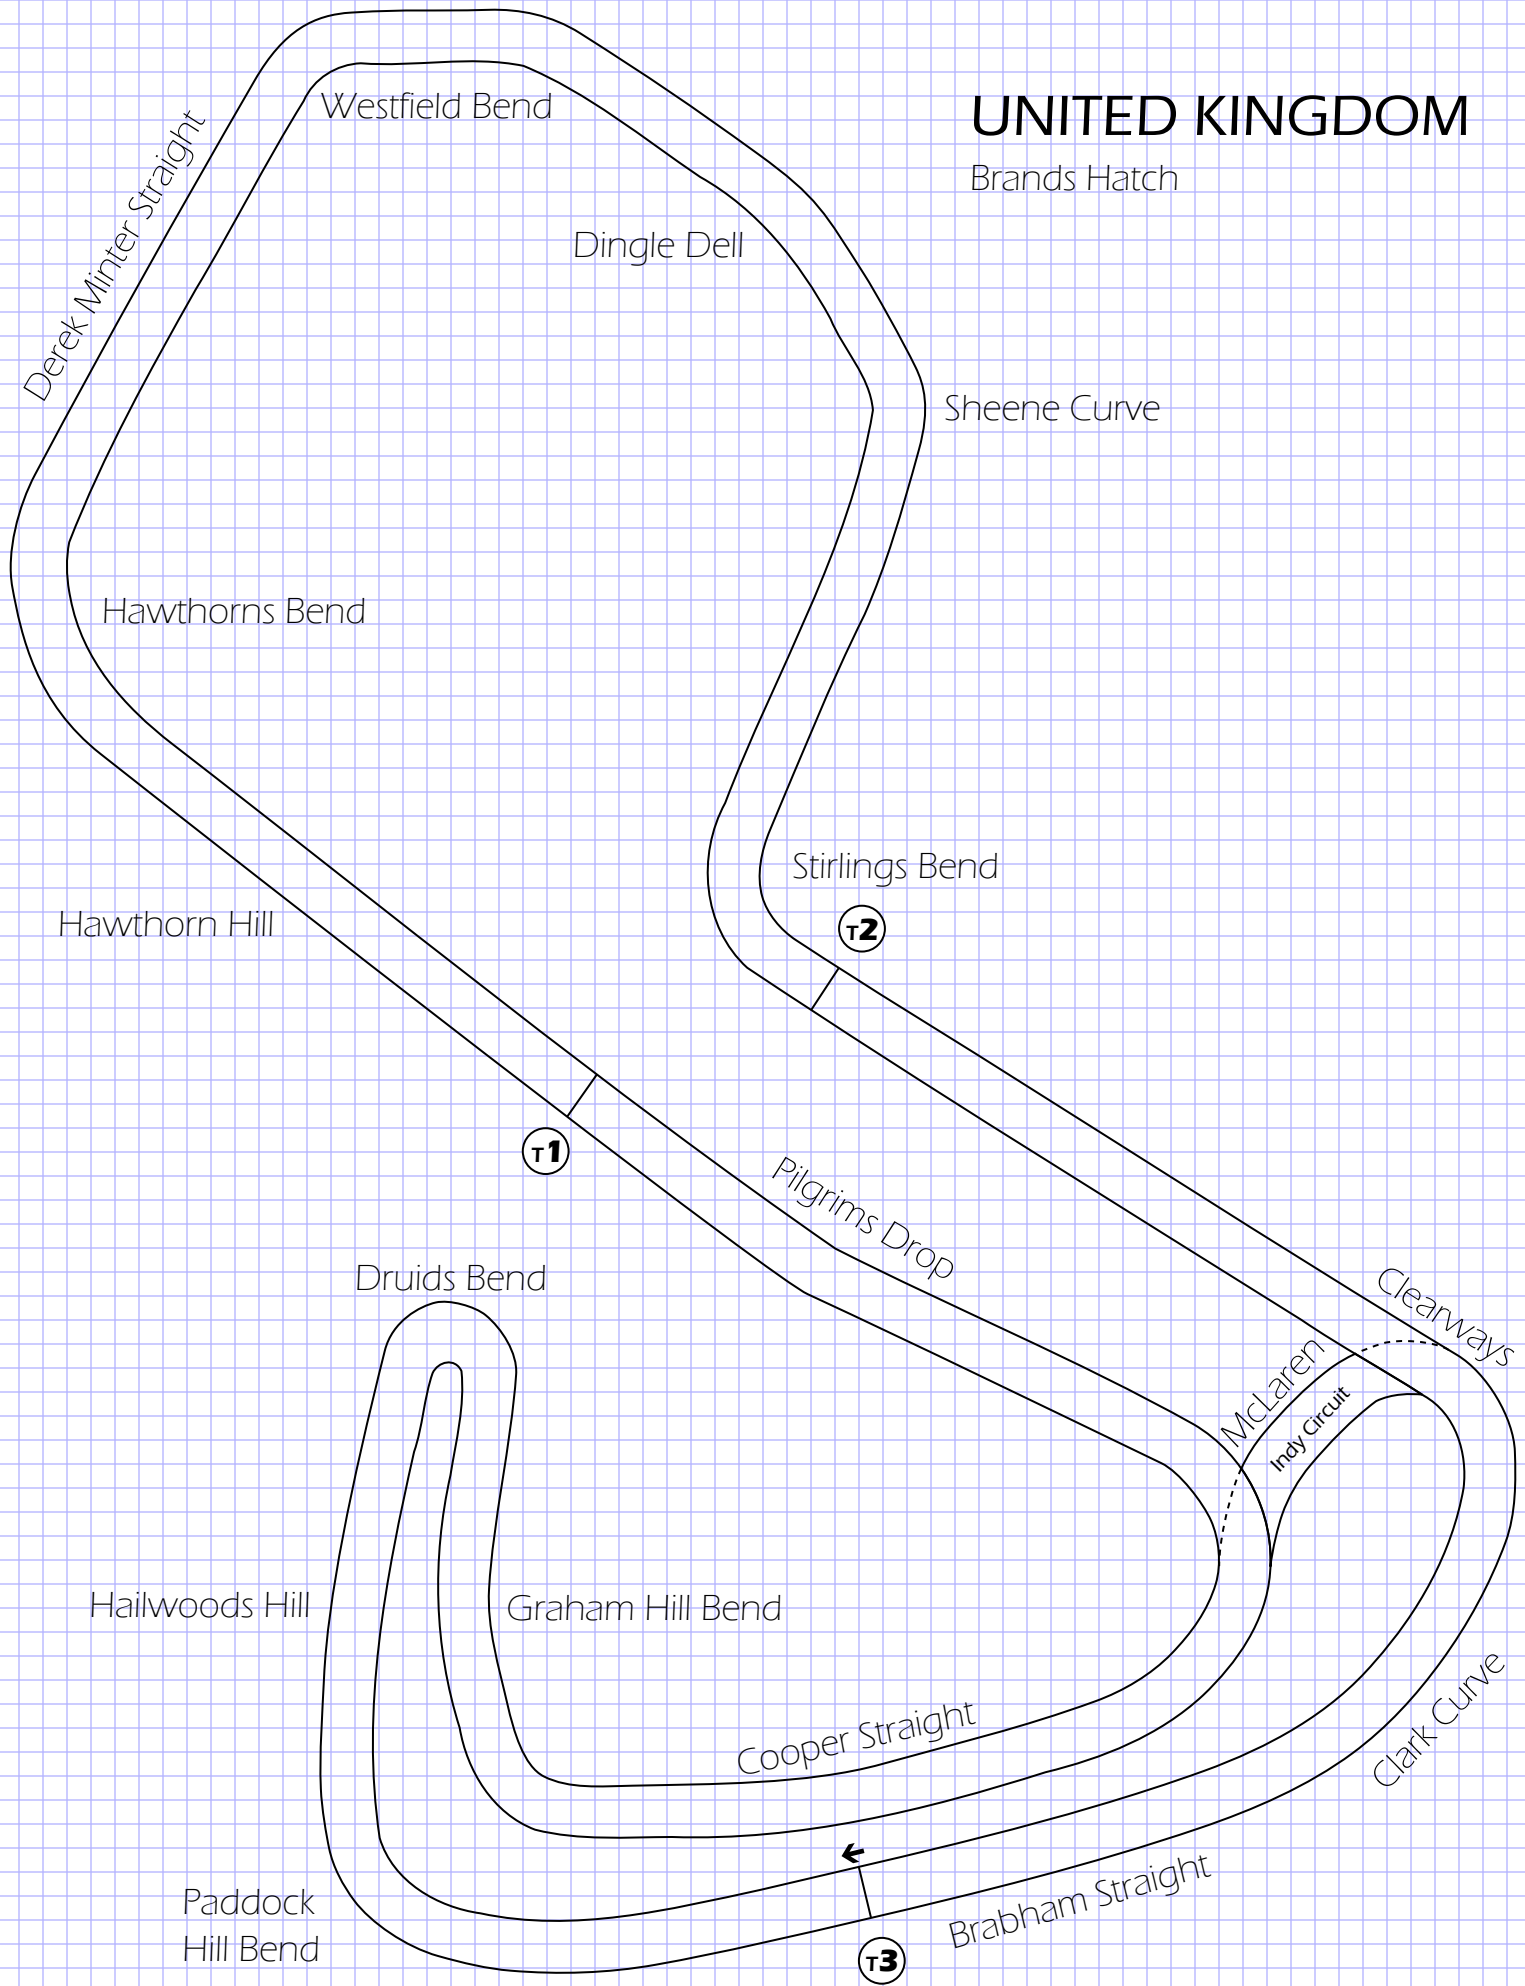 Westfield Bend
UNITED KINGDOM
Brands Hatch
Derek Minter Straight
Dingle Dell
Sheene Curve
Hawthorns Bend
Stirlings Bend
Hawthorn Hill
T2
T1
Pilgrims Drop
Druids Bend
Clearways
McLaren
Indy Circuit
Hailwoods Hill
Graham Hill Bend
Cooper Straight
Clark Curve
Brabham Straight
Paddock
Hill Bend
T3